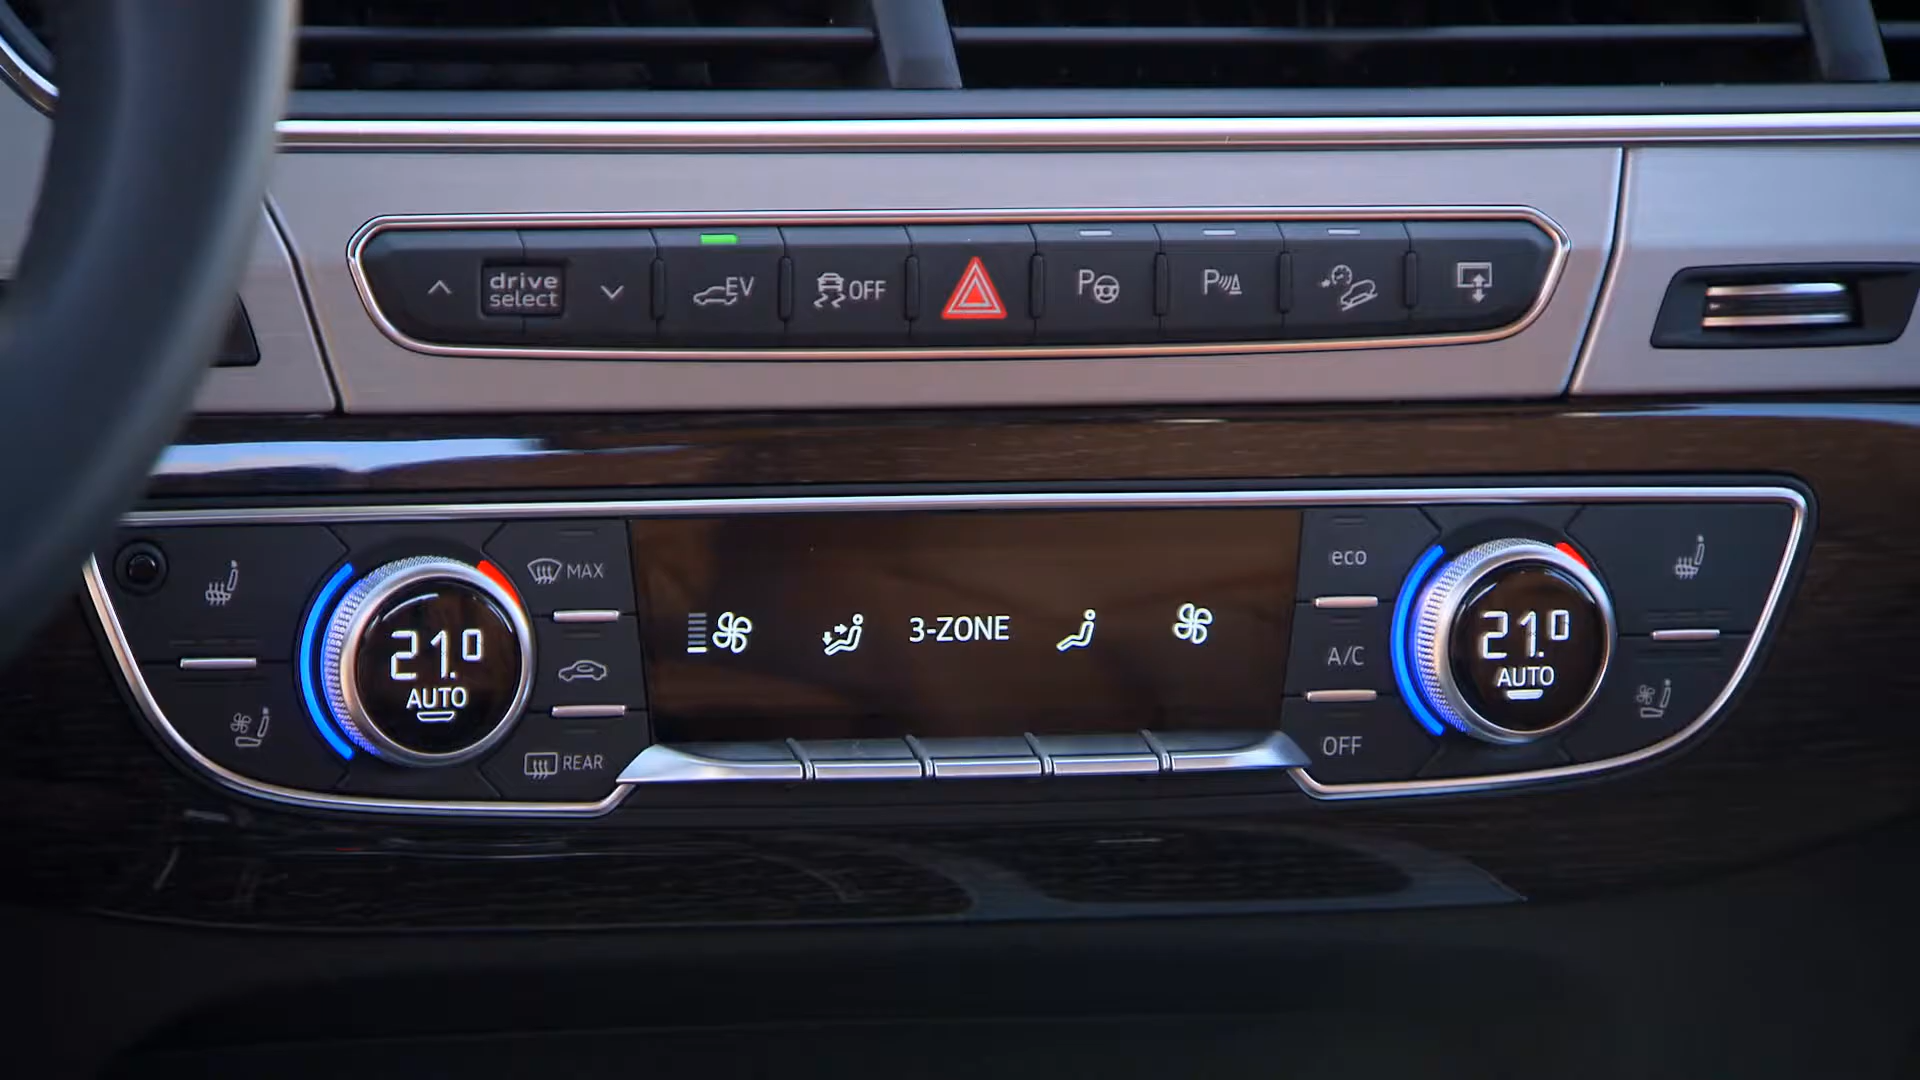 drive
select
EV
OFF
P
P
MAX
21.0
AUTO
REAR
3-ZONE
eco
A/C
OFF
21.0
AUTO